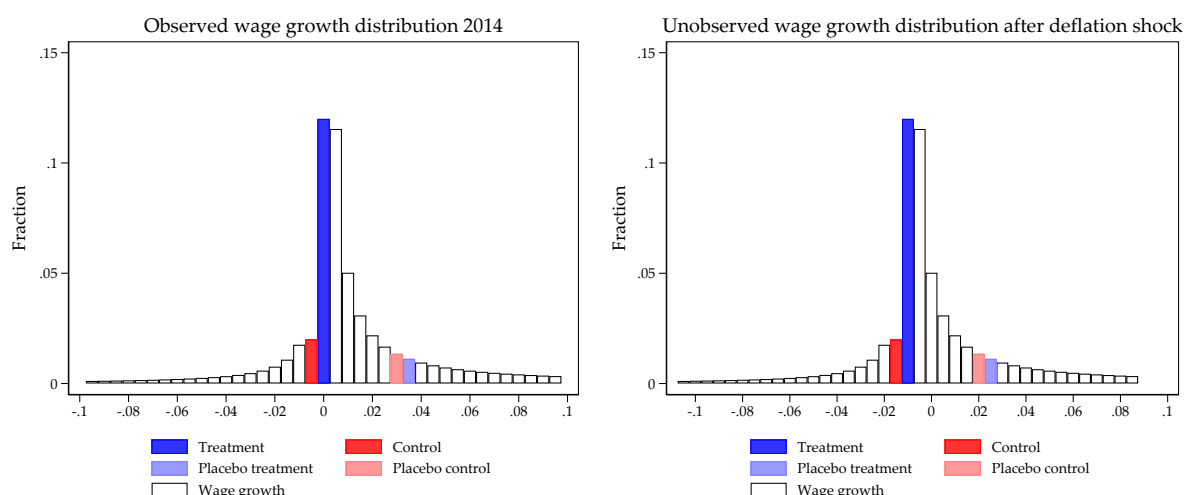 Observed wage growth distribution 2014
.15
.1
.05
0
Fraction
-.1 -.08 -.06 -.04 -.02 0 .02 .04 .06 .08 .1
Treatment Control
Placebo treatment Placebo control
Wage growth
Unobserved wage growth distribution after deflation shock
.15
.1
.05
0
Fraction
-.1 -.08 -.06 -.04 -.02 0 .02 .04 .06 .08 .1
Treatment Control
Placebo treatment Placebo control
Wage growth